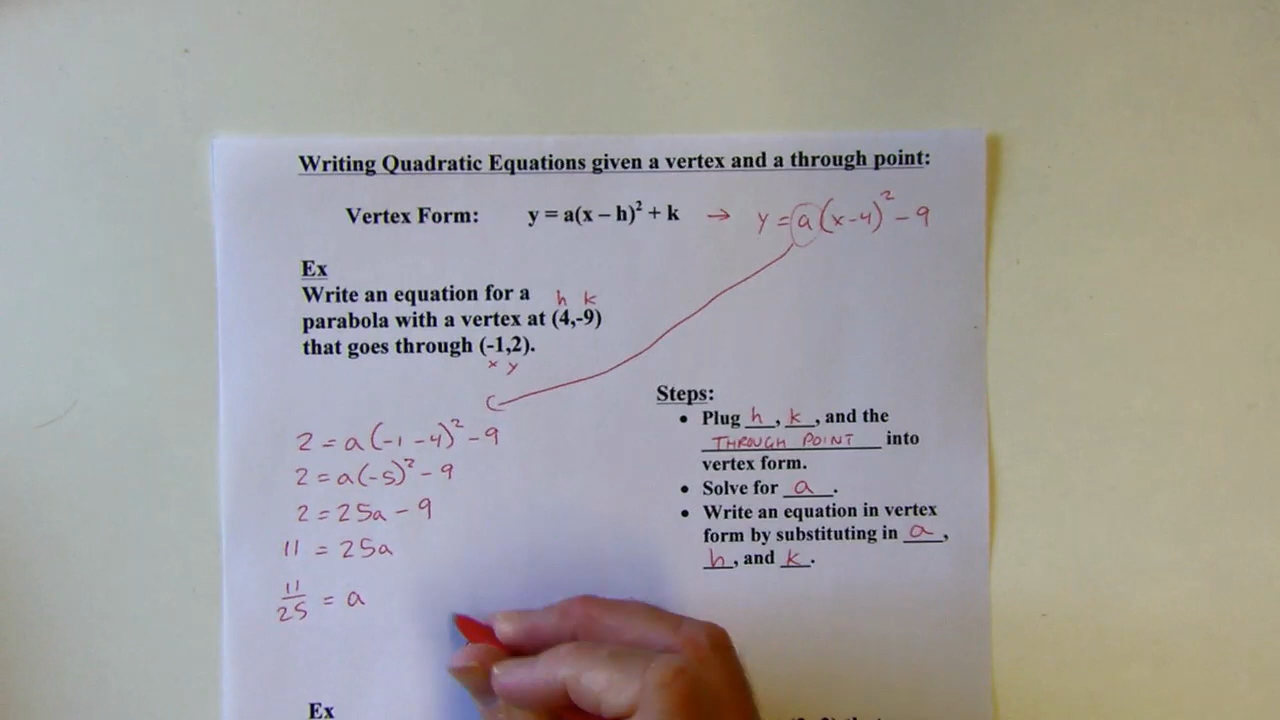 Writing Quadratic Equations given a vertex and a through point:
Vertex Form: y = a(x – h)² + k → y = a(x-4)² - 9
Ex
Write an equation for a
h k
parabola with a vertex at (4,-9)
that goes through (-1,2).
x y
2 = a(-1-4)² - 9
2 = a(-5)² - 9
2 = 25a - 9
11 = 25a
11/25 = a
Steps:
• Plug h, k, and the
THROUGH POINT into
vertex form.
• Solve for a.
• Write an equation in vertex
form by substituting in a,
h, and k.
Ex